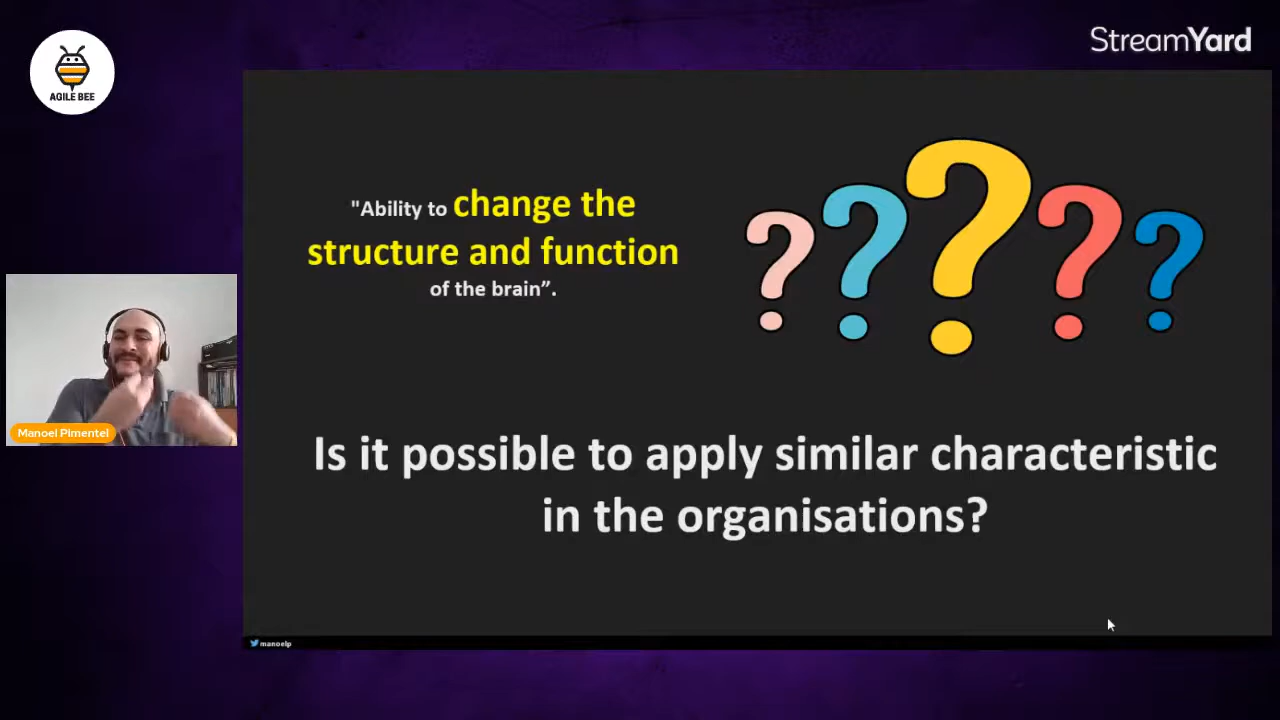 StreamYard
AGILE BEE
"Ability to change the
structure and function
of the brain”.
Is it possible to apply similar characteristic
in the organisations?
Manoel Pimentel
manoelp